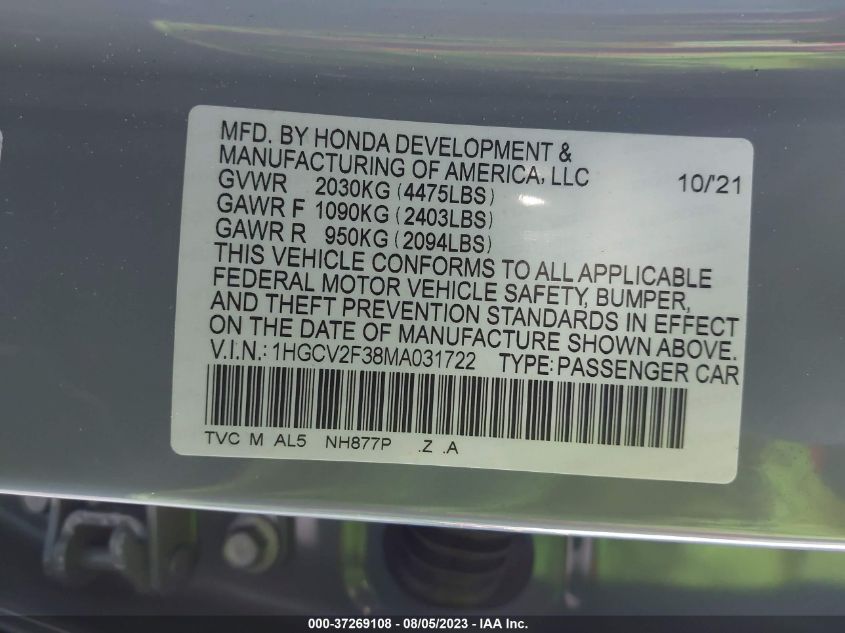 MFD. BY HONDA DEVELOPMENT &
MANUFACTURING OF AMERICA, LLC
GVWR 2030KG (4475LBS) 10/'21
GAWR F 1090KG (2403LBS)
GAWR R 950KG (2094LBS)
THIS VEHICLE CONFORMS TO ALL APPLICABLE
FEDERAL MOTOR VEHICLE SAFETY, BUMPER,
AND THEFT PREVENTION STANDARDS IN EFFECT
ON THE DATE OF MANUFACTURE SHOWN ABOVE.
V.I.N.: 1HGCV2F38MA031722 TYPE:PASSENGER CAR
TVC M AL5 NH877P .Z .A
000-37269108 - 08/05/2023 - IAA Inc.